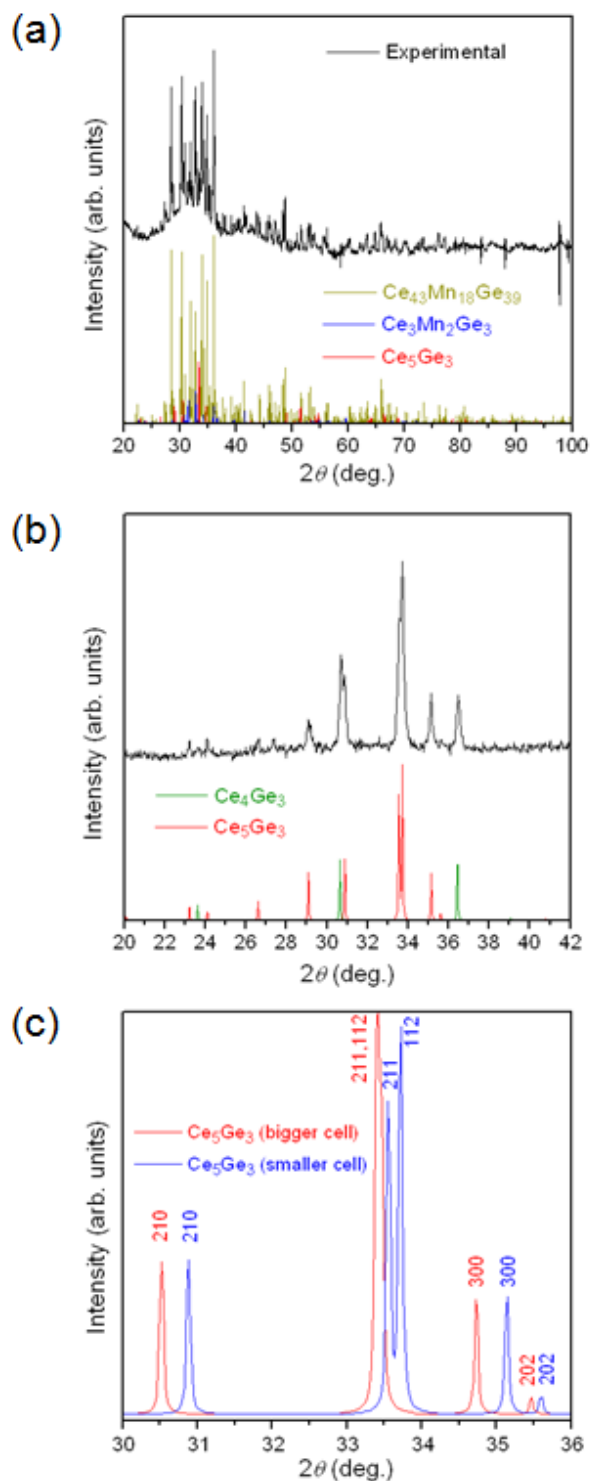 (a)
Experimental
Ce43Mn18Ge39
Ce3Mn2Ge3
Ce5Ge3
Intensity (arb. units)
20 30 40 50 60 70 80 90 100
2θ (deg.)
(b)
Ce4Ge3
Ce5Ge3
Intensity (arb. units)
20 22 24 26 28 30 32 34 36 38 40 42
2θ (deg.)
(c)
211,112
211
112
Ce5Ge3 (bigger cell)
Ce5Ge3 (smaller cell)
210
210
300
300
202
202
Intensity (arb. units)
30 31 33 34 35 36
2θ (deg.)